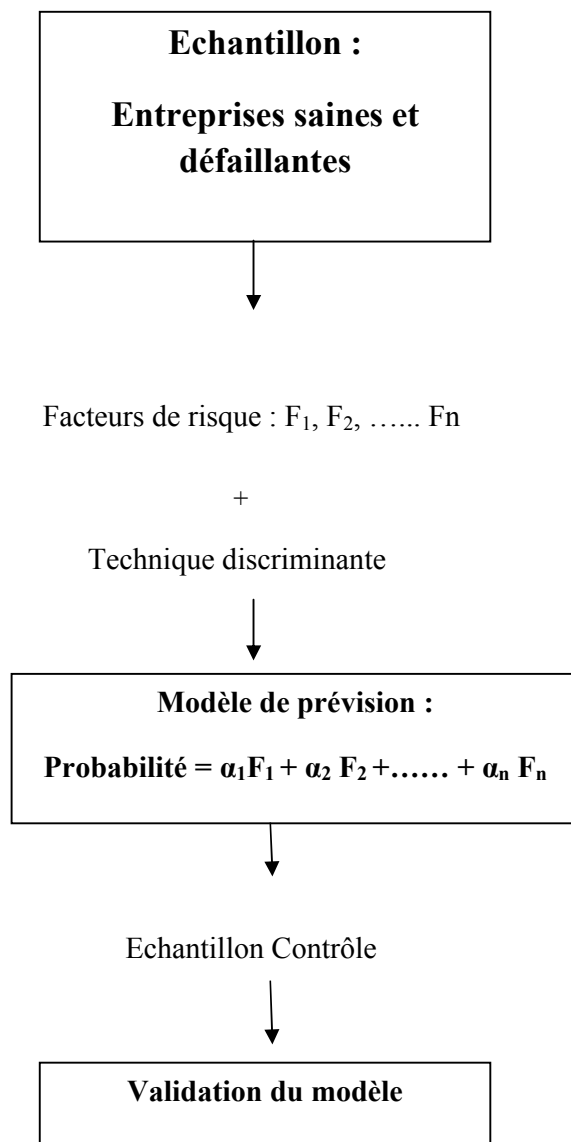 Echantillon :
Entreprises saines et
défaillantes
Facteurs de risque : F₁, F₂, …... Fn
+
Technique discriminante
Modèle de prévision :
Probabilité = α₁F₁ + α₂ F₂ +…… + αₙ Fₙ
Echantillon Contrôle
Validation du modèle